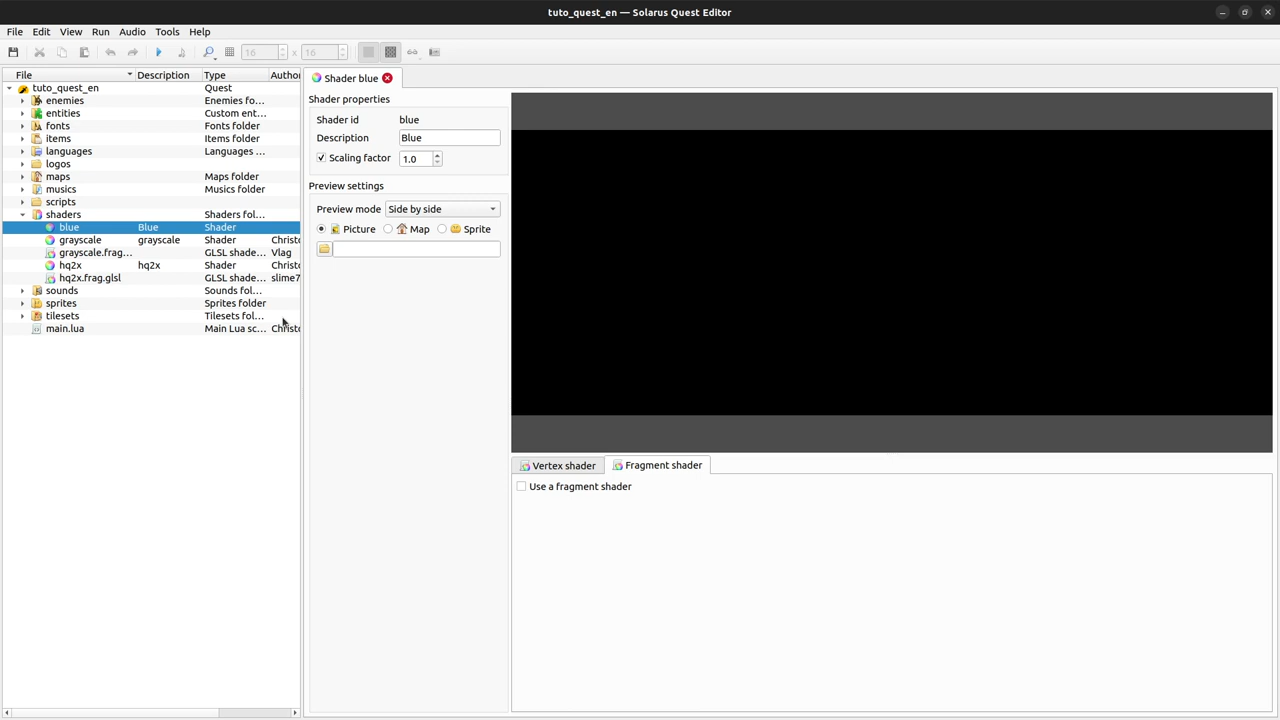 tuto_quest_en — Solarus Quest Editor
File Edit View Run Audio Tools Help
16 x 16
File Description Type Author
tuto_quest_en Quest
enemies Enemies fo...
entities Custom ent...
fonts Fonts folder
items Items folder
languages Languages ...
logos
maps Maps folder
musics Musics folder
scripts
shaders Shaders fol...
blue Blue Shader
grayscale grayscale Shader Christo
grayscale.frag... GLSL shade... Vlag
hq2x hq2x Shader Christo
hq2x.frag.glsl GLSL shade... slime7
sounds Sounds fol...
sprites Sprites folder
tilesets Tilesets fol...
main.lua Main Lua sc... Christo
Shader blue
Shader properties
Shader id blue
Description Blue
Scaling factor 1.0
Preview settings
Preview mode Side by side
Picture Map Sprite
Vertex shader Fragment shader
Use a fragment shader